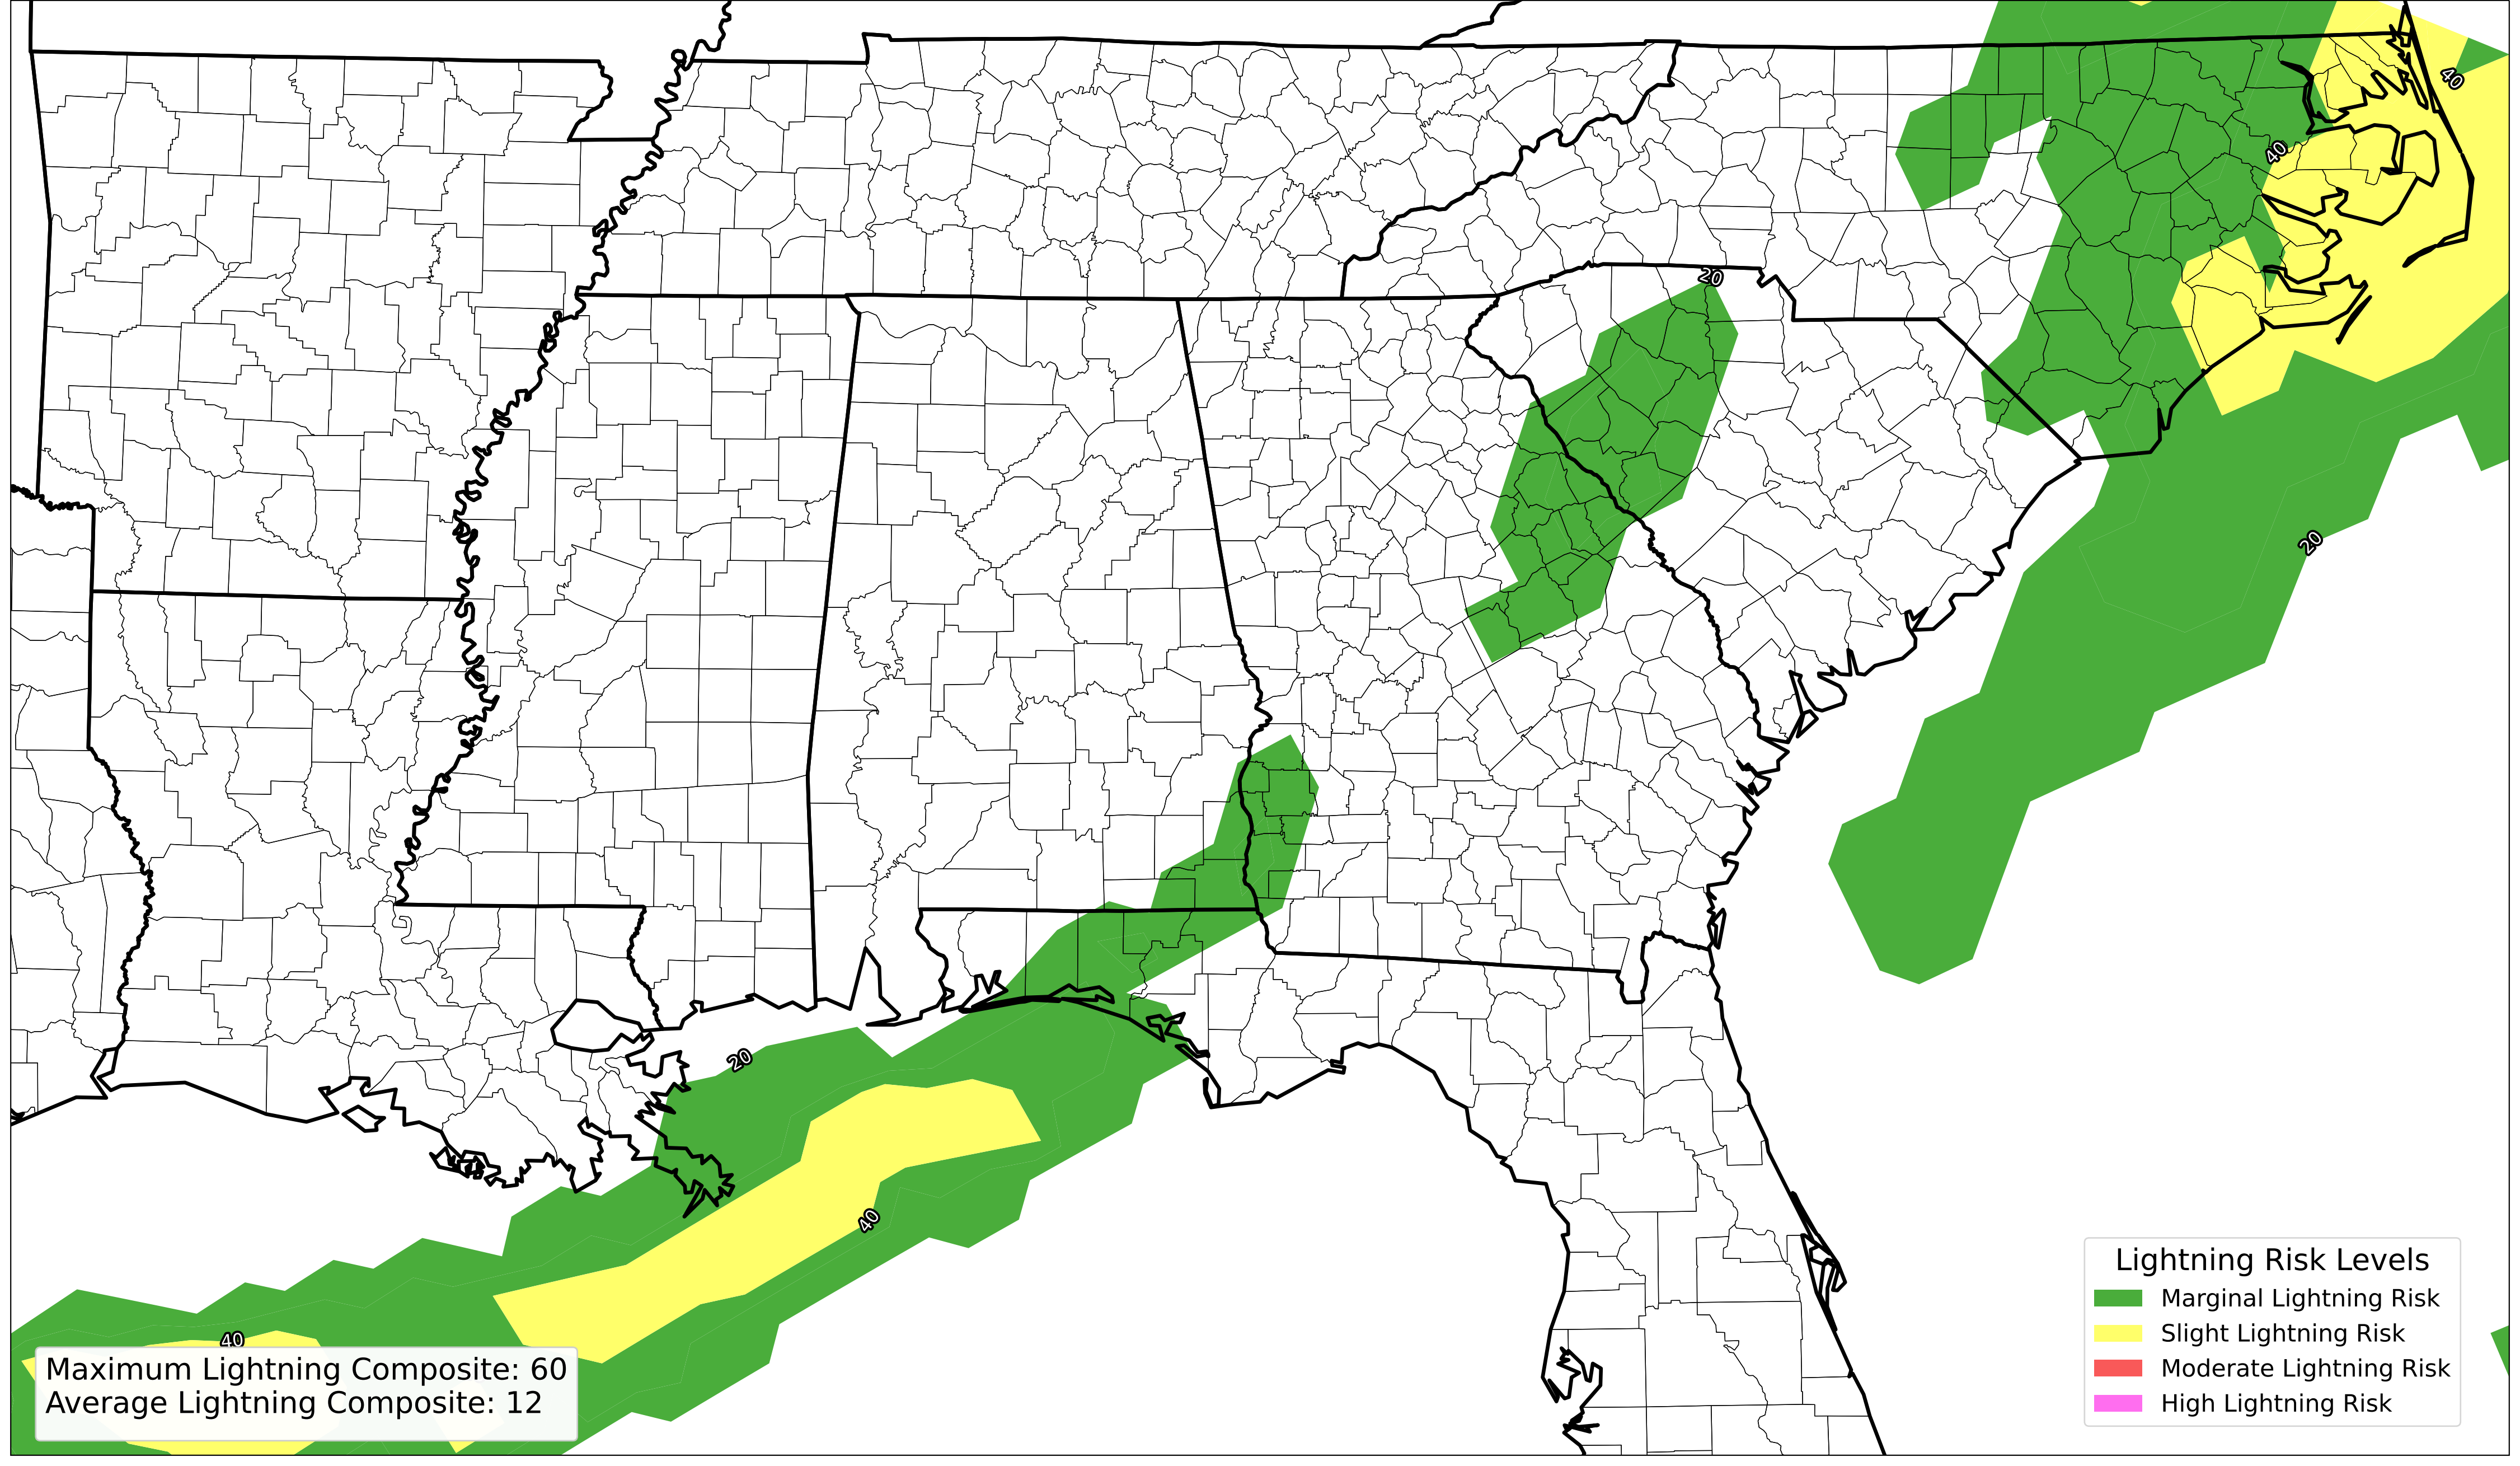 40
40
20
20
20
40
40
Maximum Lightning Composite: 60
Average Lightning Composite: 12
Lightning Risk Levels
Marginal Lightning Risk
Slight Lightning Risk
Moderate Lightning Risk
High Lightning Risk